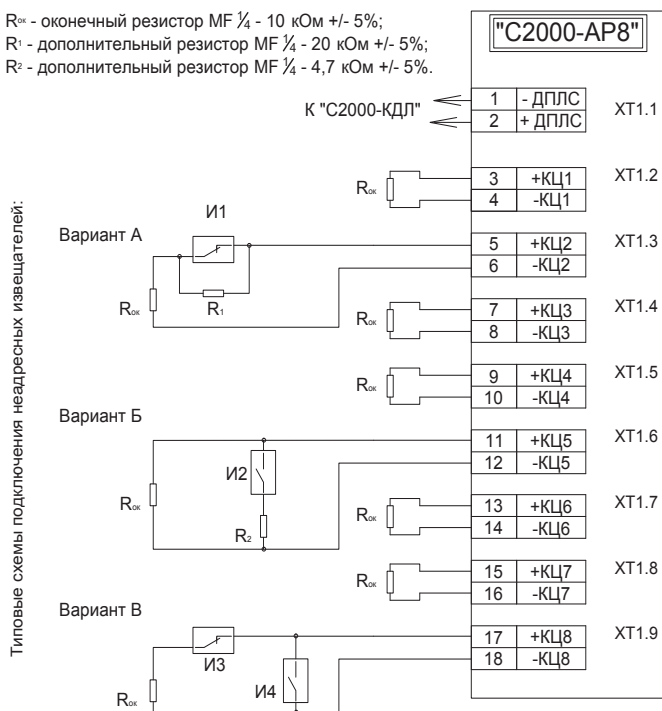 Rок - оконечный резистор MF ¼ - 10 кОм +/- 5%;
R1 - дополнительный резистор MF ¼ - 20 кОм +/- 5%;
R2 - дополнительный резистор MF ¼ - 4,7 кОм +/- 5%.
"С2000-АР8"
К "С2000-КДЛ"
1 - ДПЛС XT1.1
2 + ДПЛС
Rок 3 +КЦ1 XT1.2
4 -КЦ1
Типовые схемы подключения неадресных извещателей:
Вариант А
И1
5 +КЦ2 XT1.3
6 -КЦ2
Rок
R1
Rок 7 +КЦ3 XT1.4
8 -КЦ3
Rок 9 +КЦ4 XT1.5
10 -КЦ4
Вариант Б
11 +КЦ5 XT1.6
12 -КЦ5
И2
Rок
R2
Rок 13 +КЦ6 XT1.7
14 -КЦ6
Rок 15 +КЦ7 XT1.8
16 -КЦ7
Вариант В
17 +КЦ8 XT1.9
18 -КЦ8
И3
И4
Rок